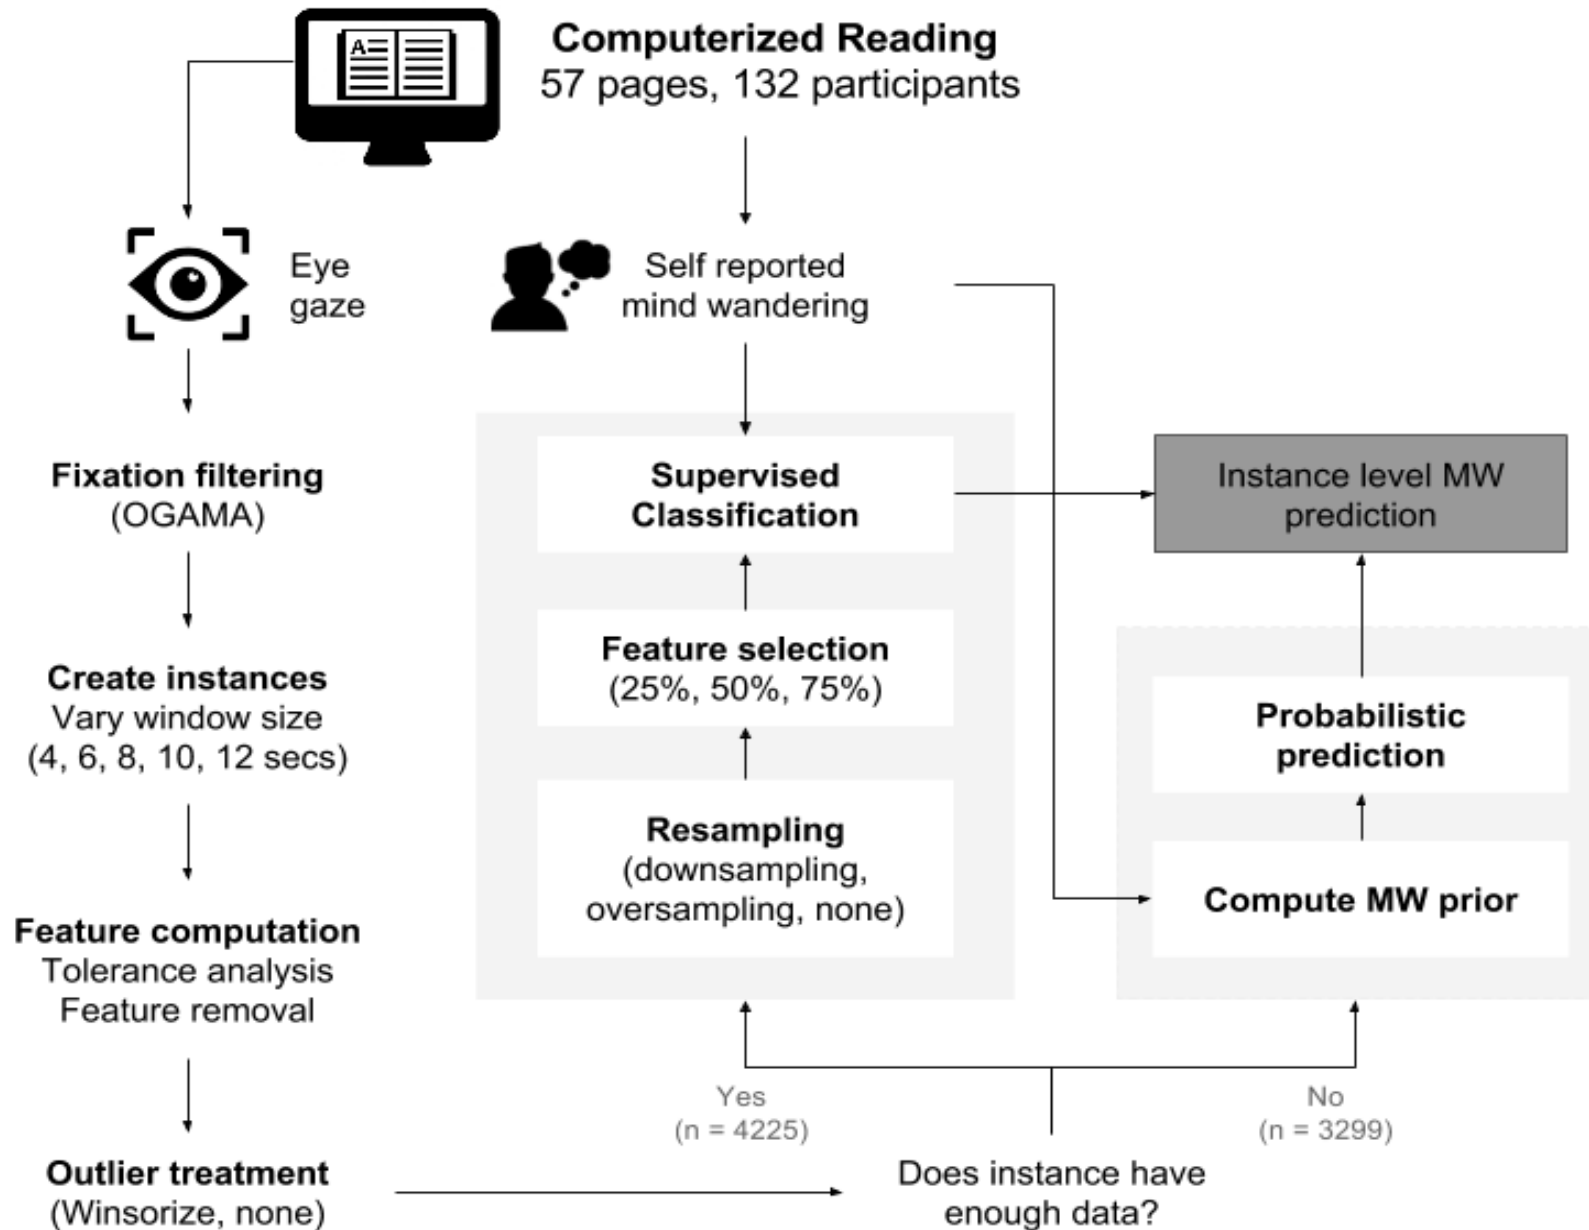 Computerized Reading
57 pages, 132 participants
A
Eye
gaze
Self reported
mind wandering
Fixation filtering
(OGAMA)
Supervised
Classification
Instance level MW
prediction
Create instances
Vary window size
(4, 6, 8, 10, 12 secs)
Feature selection
(25%, 50%, 75%)
Probabilistic
prediction
Resampling
(downsampling,
oversampling, none)
Compute MW prior
Feature computation
Tolerance analysis
Feature removal
Yes
(n = 4225)
No
(n = 3299)
Outlier treatment
(Winsorize, none)
Does instance have
enough data?